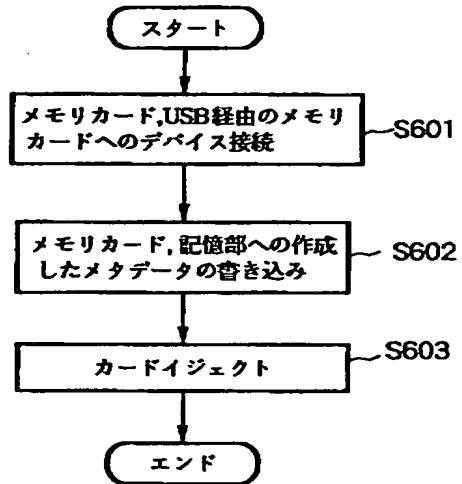 スタート
メモリカード,USB経由のメモリ
カードへのデバイス接続
S601
メモリカード,記憶部への作成
したメタデータの書き込み
S602
カードイジェクト
S603
エンド